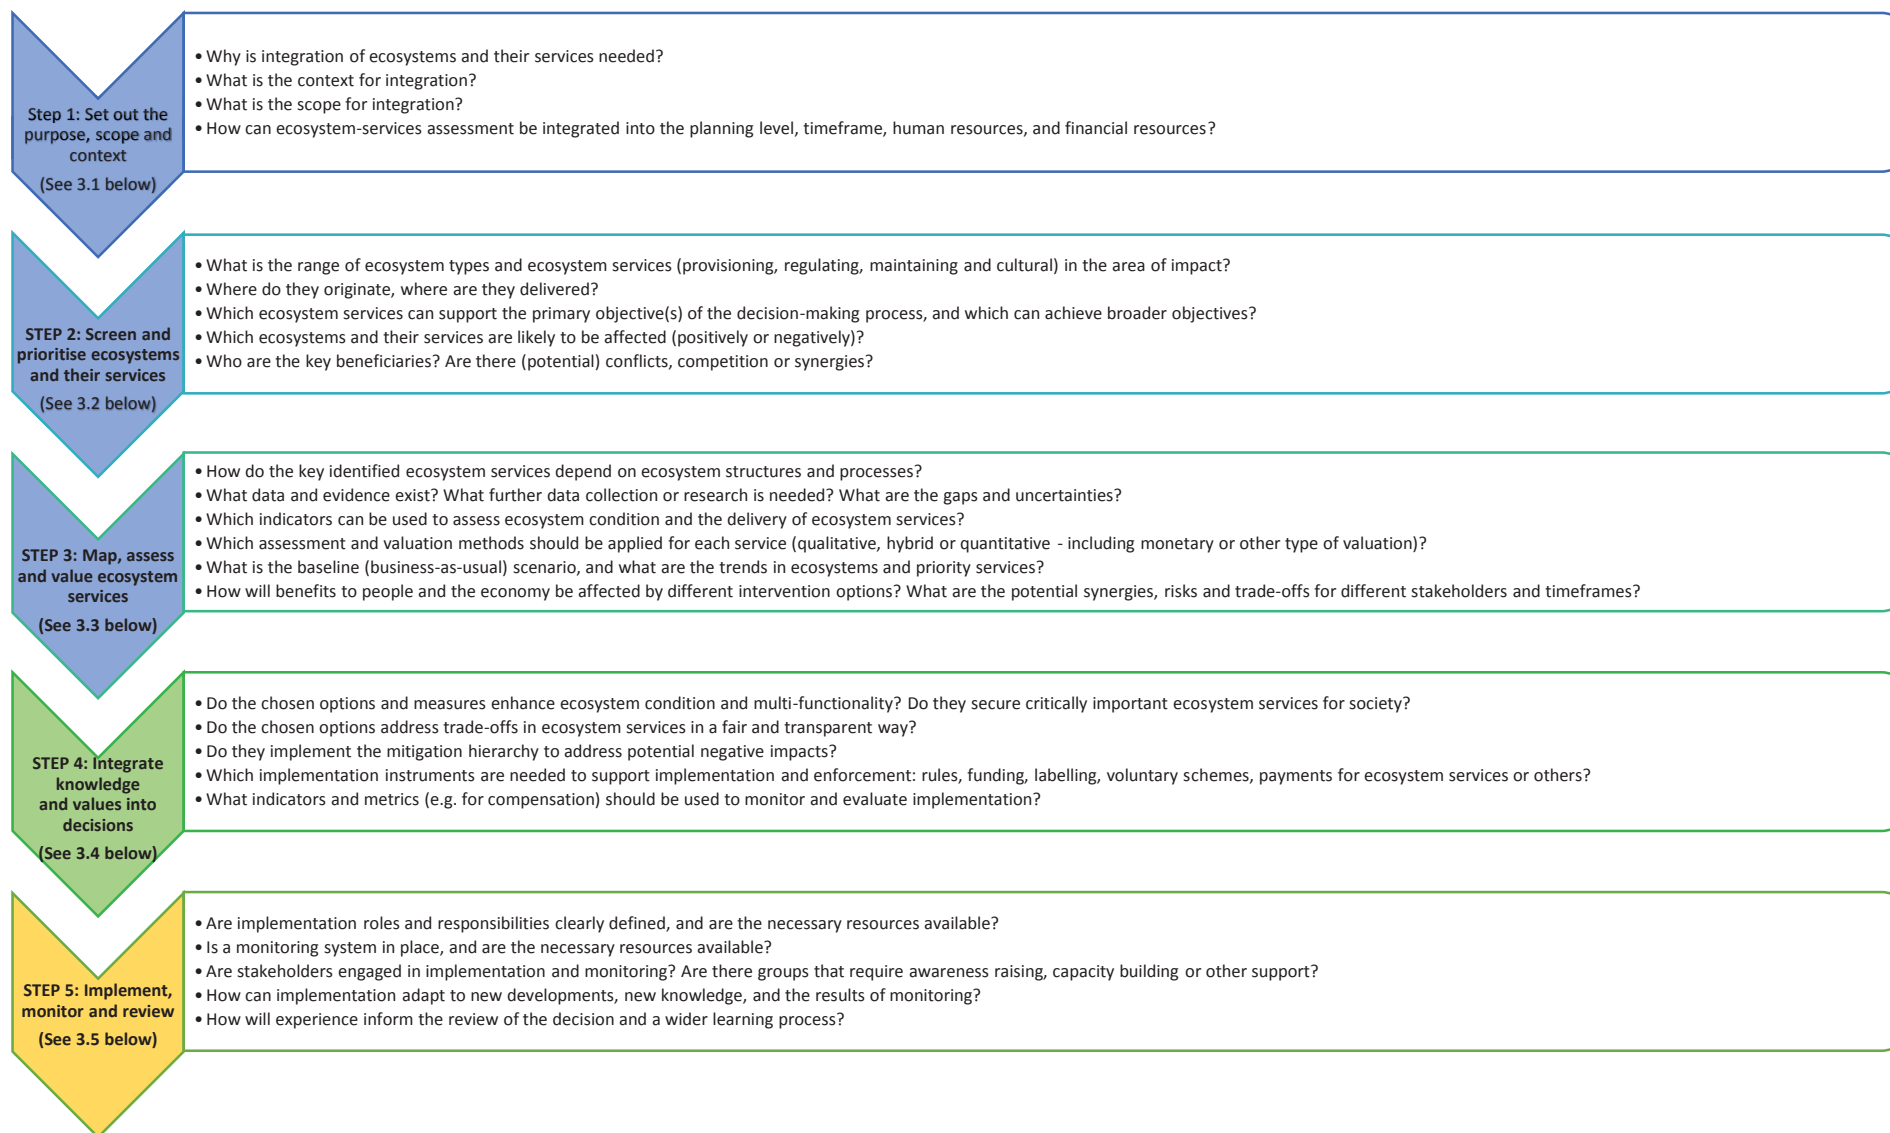 Step 1: Set out the
purpose, scope and
context
(See 3.1 below)
• Why is integration of ecosystems and their services needed?
• What is the context for integration?
• What is the scope for integration?
• How can ecosystem-services assessment be integrated into the planning level, timeframe, human resources, and financial resources?
STEP 2: Screen and
prioritise ecosystems
and their services
(See 3.2 below)
• What is the range of ecosystem types and ecosystem services (provisioning, regulating, maintaining and cultural) in the area of impact?
• Where do they originate, where are they delivered?
• Which ecosystem services can support the primary objective(s) of the decision-making process, and which can achieve broader objectives?
• Which ecosystems and their services are likely to be affected (positively or negatively)?
• Who are the key beneficiaries? Are there (potential) conflicts, competition or synergies?
STEP 3: Map, assess
and value ecosystem
services
(See 3.3 below)
• How do the key identified ecosystem services depend on ecosystem structures and processes?
• What data and evidence exist? What further data collection or research is needed? What are the gaps and uncertainties?
• Which indicators can be used to assess ecosystem condition and the delivery of ecosystem services?
• Which assessment and valuation methods should be applied for each service (qualitative, hybrid or quantitative - including monetary or other type of valuation)?
• What is the baseline (business-as-usual) scenario, and what are the trends in ecosystems and priority services?
• How will benefits to people and the economy be affected by different intervention options? What are the potential synergies, risks and trade-offs for different stakeholders and timeframes?
STEP 4: Integrate
knowledge
and values into
decisions
(See 3.4 below)
• Do the chosen options and measures enhance ecosystem condition and multi-functionality? Do they secure critically important ecosystem services for society?
• Do the chosen options address trade-offs in ecosystem services in a fair and transparent way?
• Do they implement the mitigation hierarchy to address potential negative impacts?
• Which implementation instruments are needed to support implementation and enforcement: rules, funding, labelling, voluntary schemes, payments for ecosystem services or others?
• What indicators and metrics (e.g. for compensation) should be used to monitor and evaluate implementation?
STEP 5: Implement,
monitor and review
(See 3.5 below)
• Are implementation roles and responsibilities clearly defined, and are the necessary resources available?
• Is a monitoring system in place, and are the necessary resources available?
• Are stakeholders engaged in implementation and monitoring? Are there groups that require awareness raising, capacity building or other support?
• How can implementation adapt to new developments, new knowledge, and the results of monitoring?
• How will experience inform the review of the decision and a wider learning process?